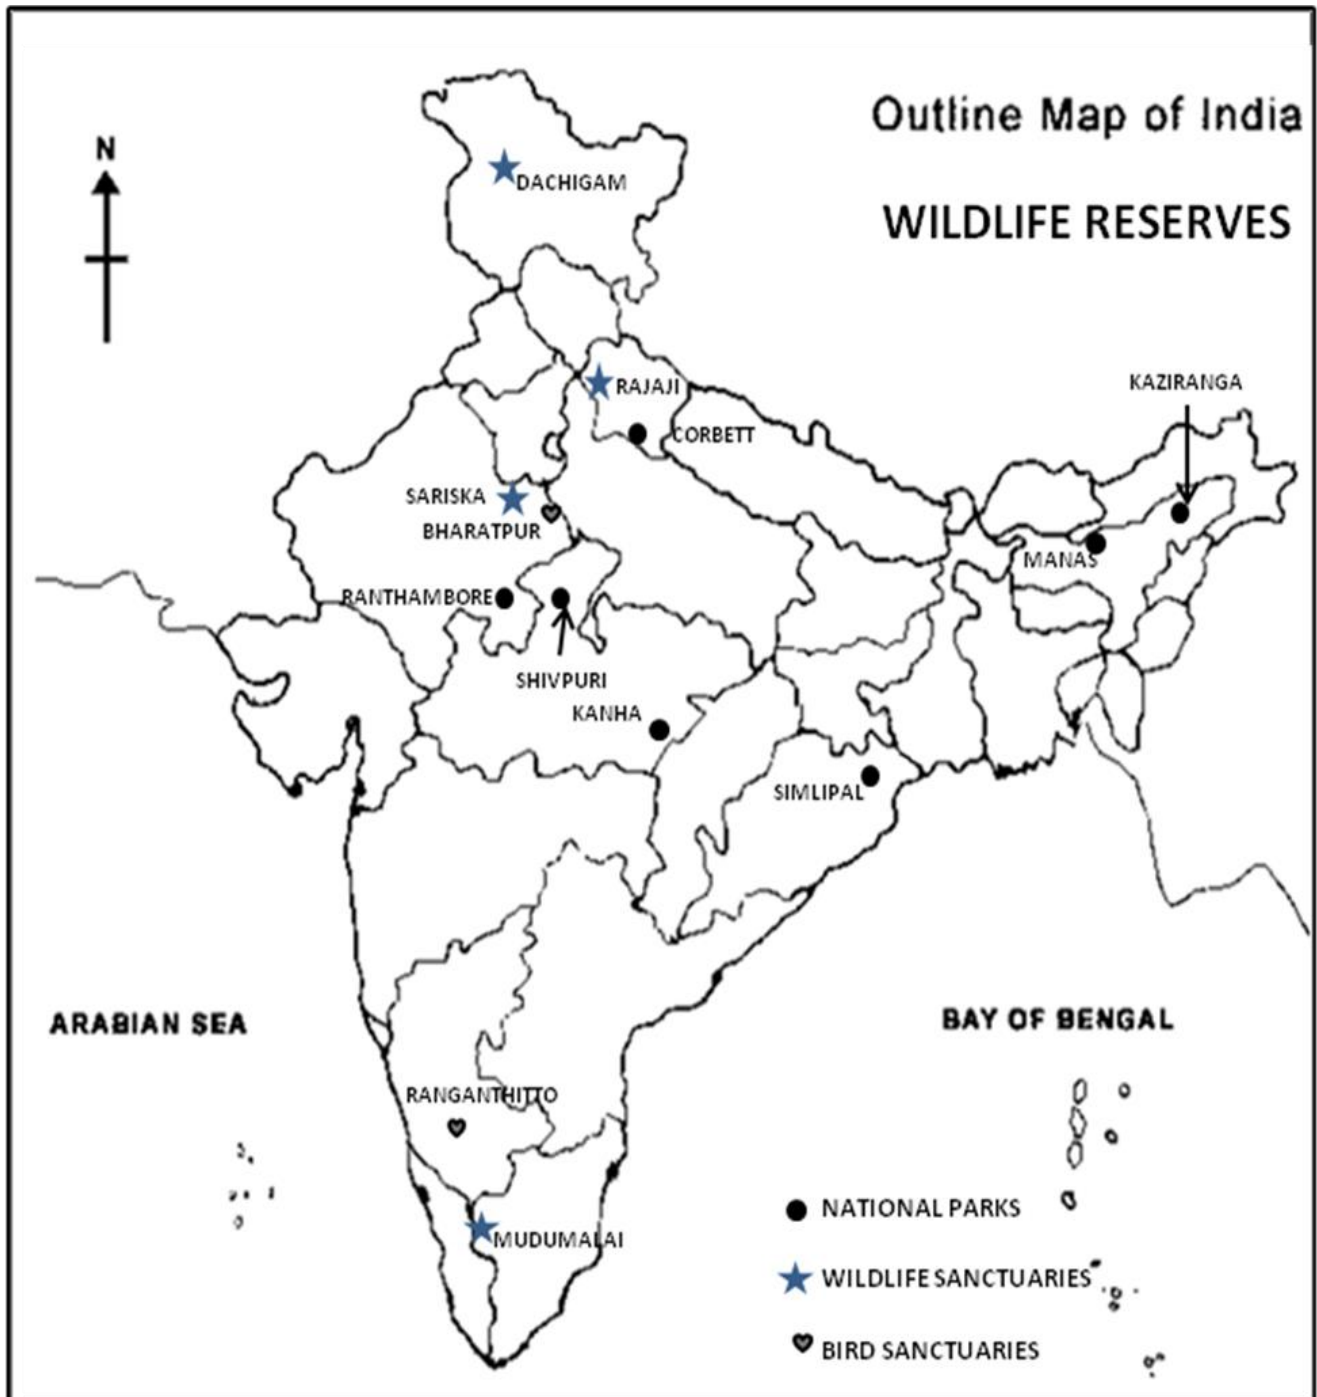 Outline Map of India
N
WILDLIFE RESERVES
DACHIGAM
RAJAJI
KAZIRANGA
CORBETT
SARISKA
BHARATPUR
MANAS
RANTHAMBORE
SHIVPURI
KANHA
SIMLIPAL
ARABIAN SEA
BAY OF BENGAL
RANGANTHITTO
MUDUMALAI
NATIONAL PARKS
WILDLIFE SANCTUARIES
BIRD SANCTUARIES